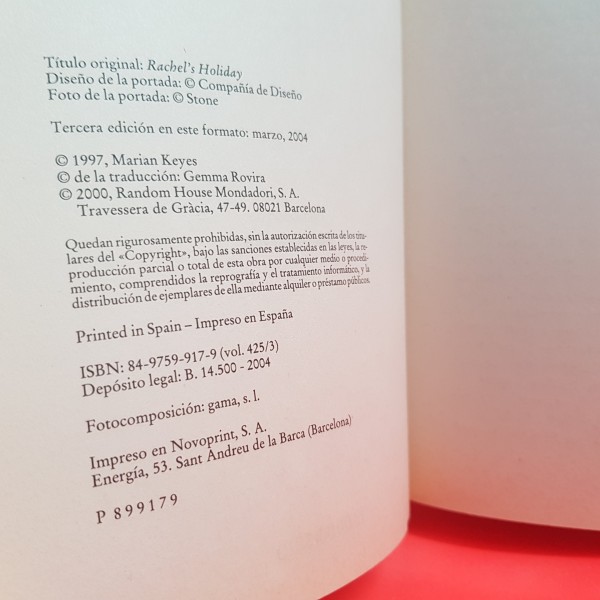 Título original: Rachel's Holiday
Diseño de la portada: © Compañía de Diseño
Foto de la portada: © Stone
Tercera edición en este formato: marzo, 2004
© 1997, Marian Keyes
© de la traducción: Gemma Rovira
© 2000, Random House Mondadori, S. A.
Travessera de Gràcia, 47-49. 08021 Barcelona
Quedan rigurosamente prohibidas, sin la autorización escrita de los titu-
lares del «Copyright», bajo las sanciones establecidas en las leyes, la re-
producción parcial o total de esta obra por cualquier medio o procedi-
miento, comprendidos la reprografía y el tratamiento informático, y la
distribución de ejemplares de ella mediante alquiler o préstamo públicos.
Printed in Spain – Impreso en España
ISBN: 84-9759-917-9 (vol. 425/3)
Depósito legal: B. 14.500 - 2004
Fotocomposición: gama, s. l.
Impreso en Novoprint, S. A.
Energía, 53. Sant Andreu de la Barca (Barcelona)
P 899179